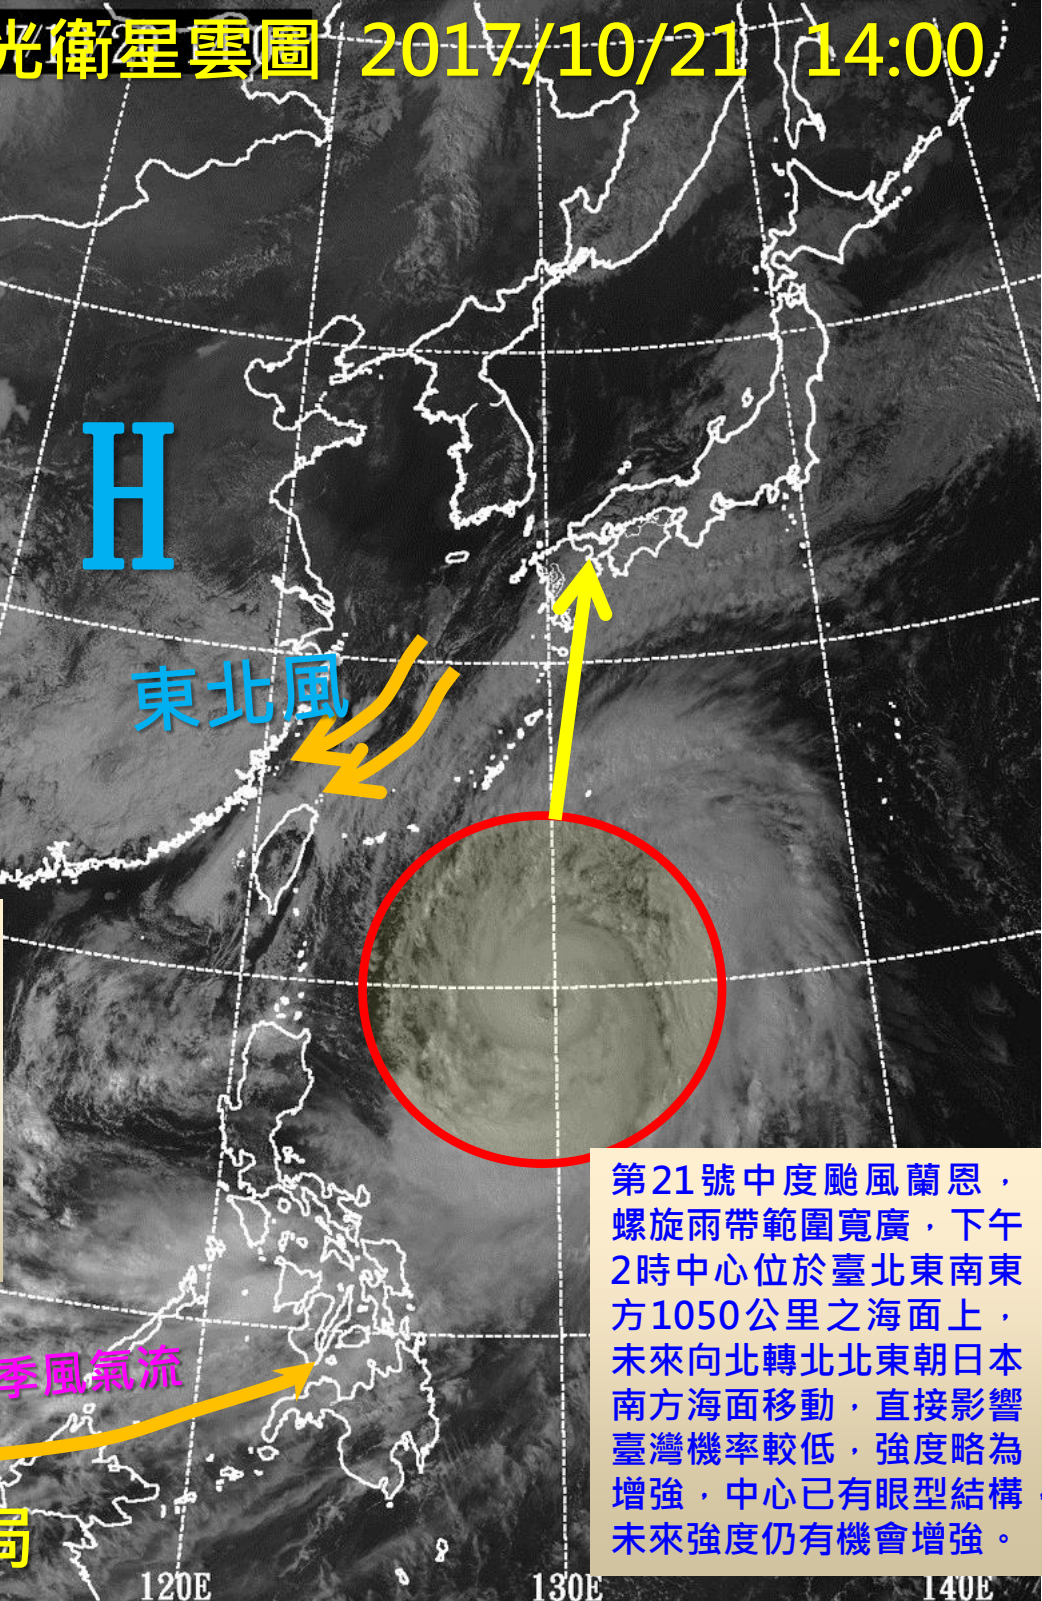 光衛星雲圖 2017/10/21 14:00
H
東北風
第21號中度颱風蘭恩，
螺旋雨帶範圍寬廣，下午
2時中心位於臺北東南東
方1050公里之海面上，
未來向北轉北北東朝日本
南方海面移動，直接影響
臺灣機率較低，強度略為
增強，中心已有眼型結構，
未來強度仍有機會增強。
季風氣流
局
120E 130E 140E